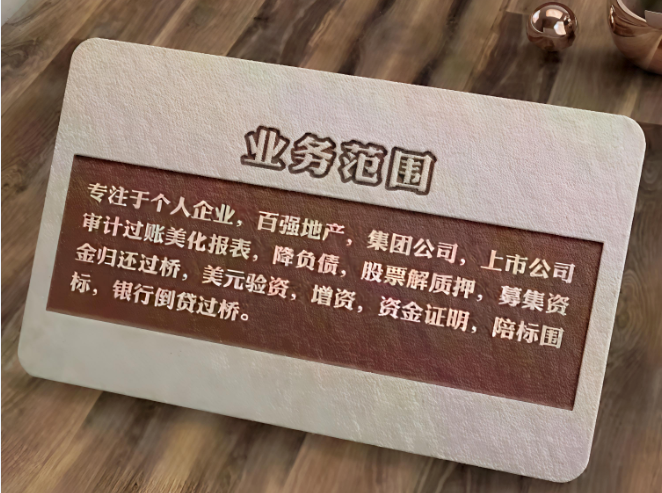 业务范围
专注于个人企业，百强地产，集团公司，上市公司
审计过账美化报表，降负债，股票解质押，募集资
金归还过桥，美元验资，增资，资金证明，陪标围
标，银行倒贷过桥。